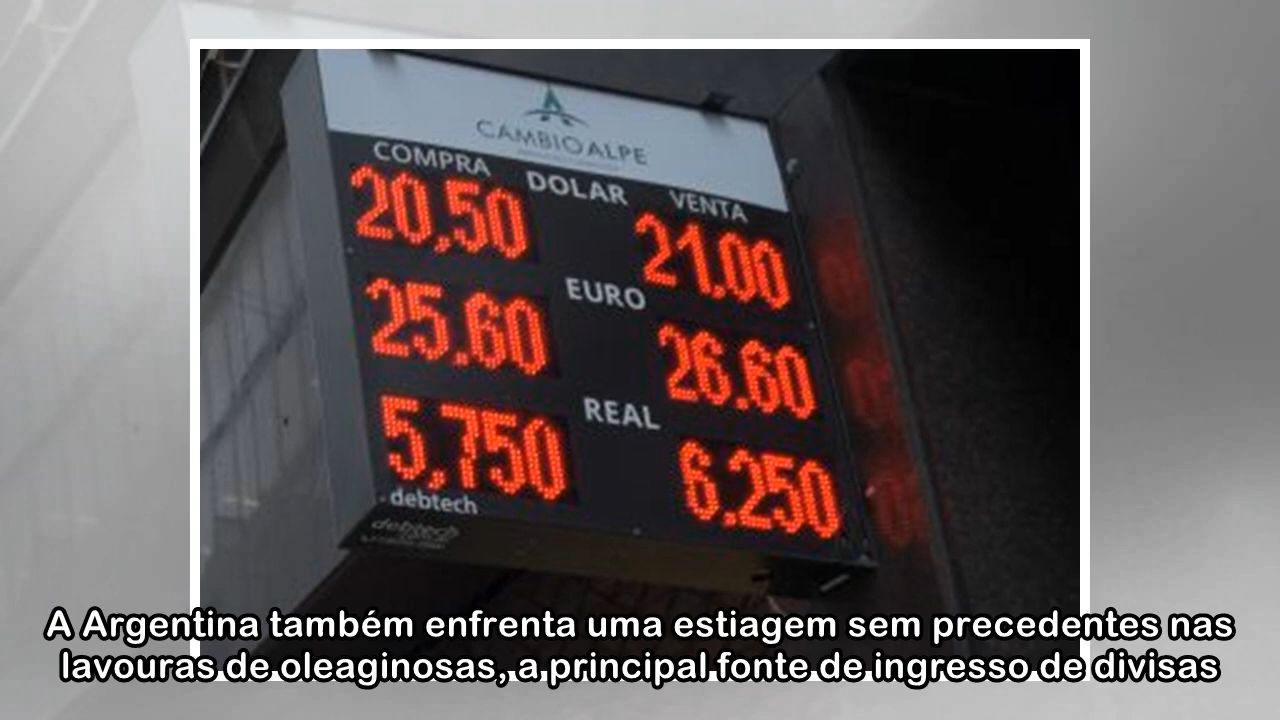 CAMBIO ALPE
COMPRA DOLAR VENTA
20,50 21.00
EURO
25.60 26.60
REAL
5,750 6.250
debtech
debtech
A Argentina também enfrenta uma estiagem sem precedentes nas
lavouras de oleaginosas, a principal fonte de ingresso de divisas